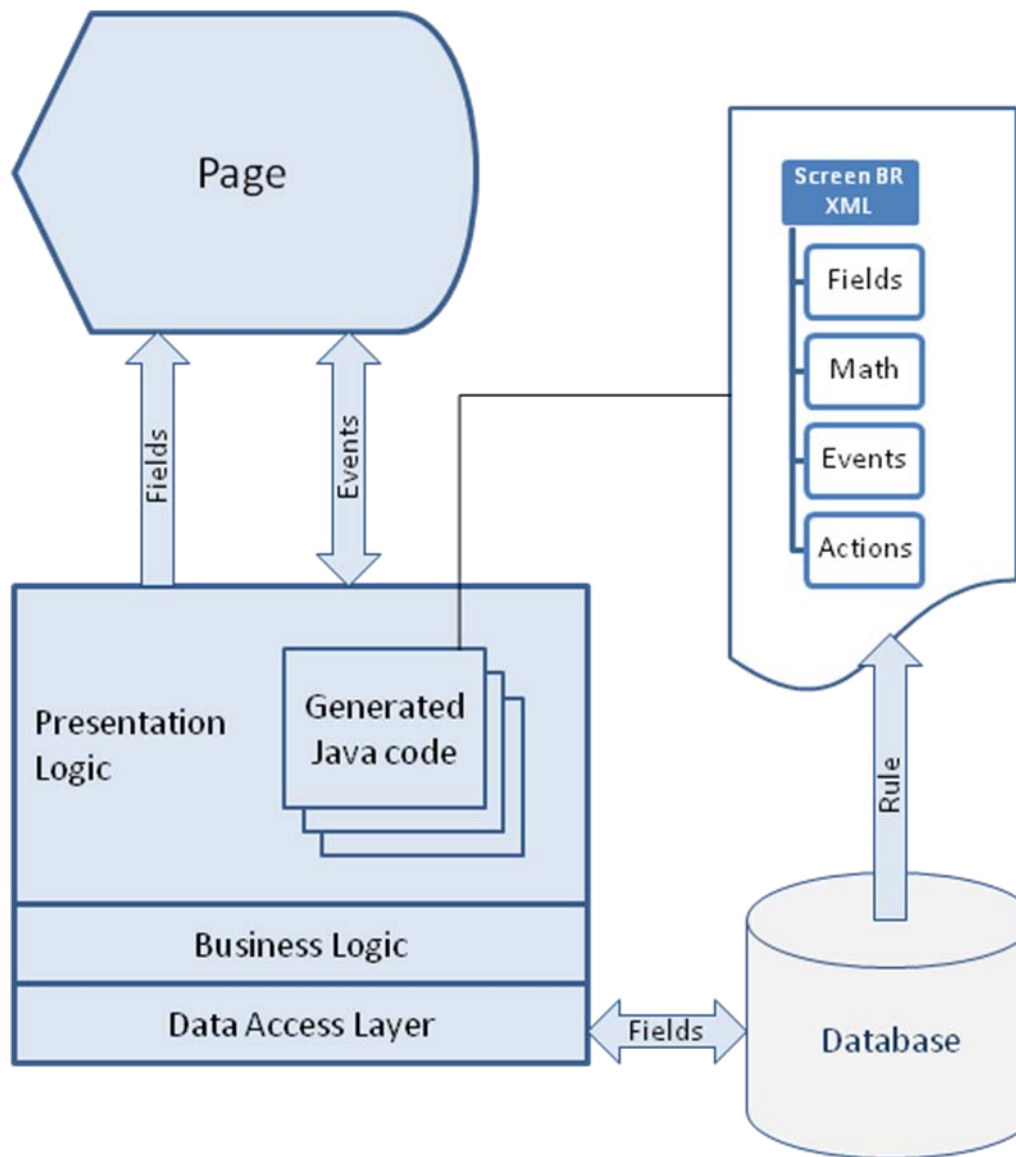 Page
Screen BR
XML
Fields
Math
Events
Actions
Fields
Events
Presentation
Logic
Generated
Java code
Rule
Business Logic
Data Access Layer
Fields
Database